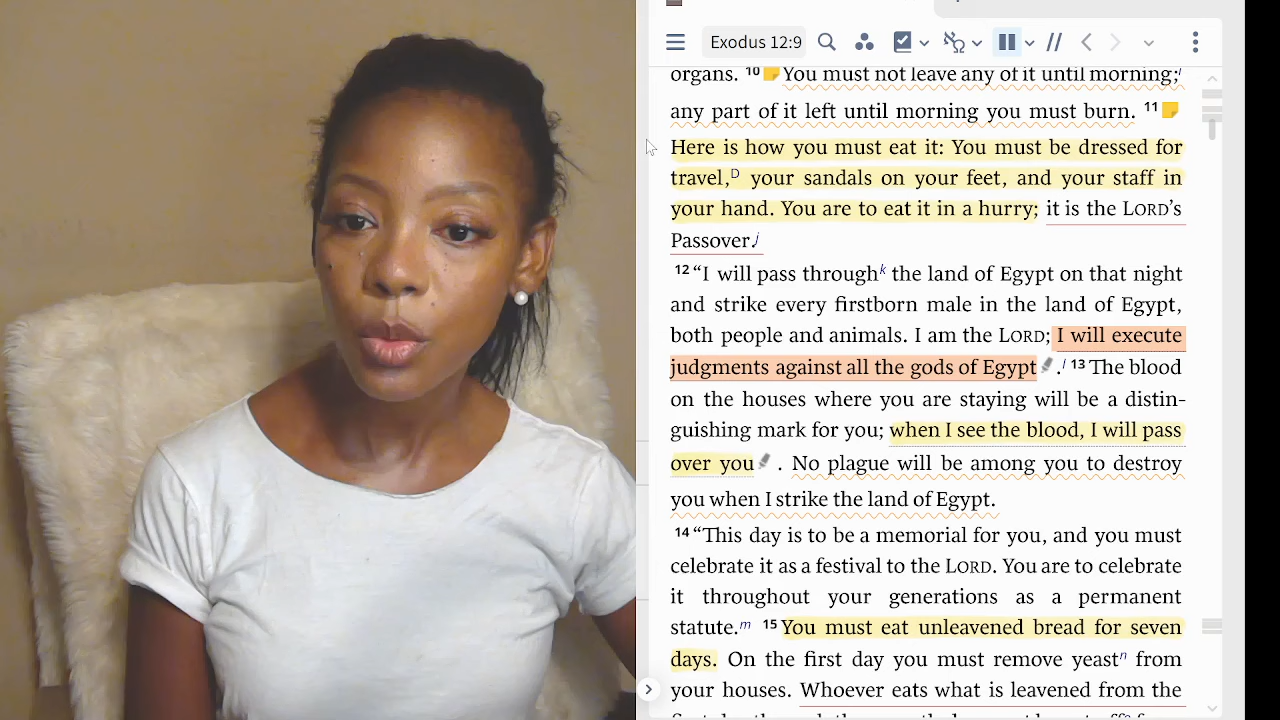 Exodus 12:9
organs. 10 You must not leave any of it until morning;i
any part of it left until morning you must burn. 11
Here is how you must eat it: You must be dressed for
travel,D your sandals on your feet, and your staff in
your hand. You are to eat it in a hurry; it is the LORD’s
Passover.j
12 “I will pass throughk the land of Egypt on that night
and strike every firstborn male in the land of Egypt,
both people and animals. I am the LORD; I will execute
judgments against all the gods of Egypt .l 13 The blood
on the houses where you are staying will be a distin-
guishing mark for you; when I see the blood, I will pass
over you . No plague will be among you to destroy
you when I strike the land of Egypt.
14 “This day is to be a memorial for you, and you must
celebrate it as a festival to the LORD. You are to celebrate
it throughout your generations as a permanent
statute.m 15 You must eat unleavened bread for seven
days. On the first day you must remove yeastn from
your houses. Whoever eats what is leavened from the